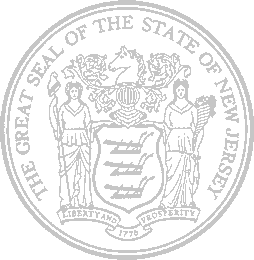 THE GREAT SEAL OF THE STATE OF NEW JERSEY
LIBERTY AND PROSPERITY
1776